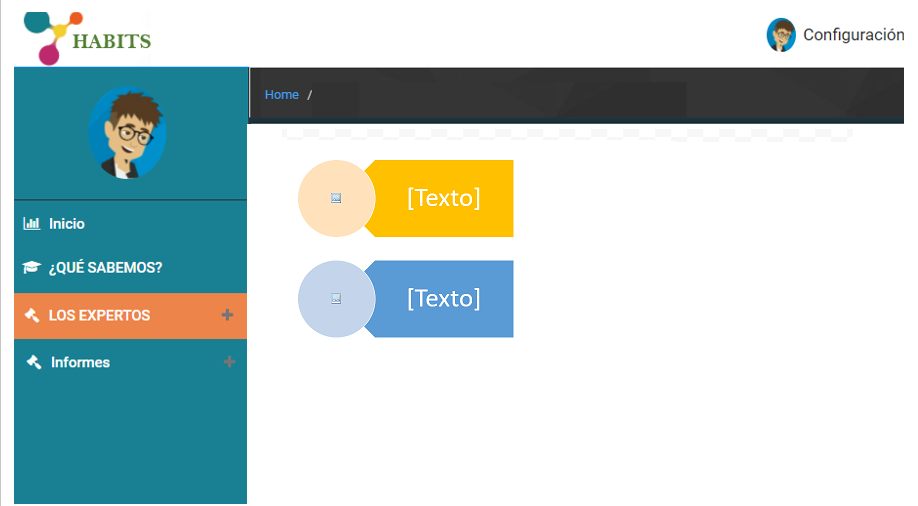 HABITS
Configuración
Home /
[Texto]
[Texto]
Inicio
¿QUÉ SABEMOS?
LOS EXPERTOS +
Informes +